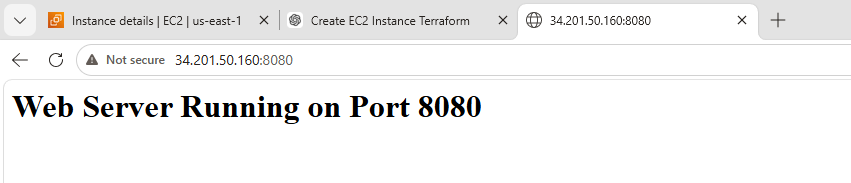 Instance details | EC2 | us-east-1
Create EC2 Instance Terraform
34.201.50.160:8080
Not secure 34.201.50.160:8080
Web Server Running on Port 8080